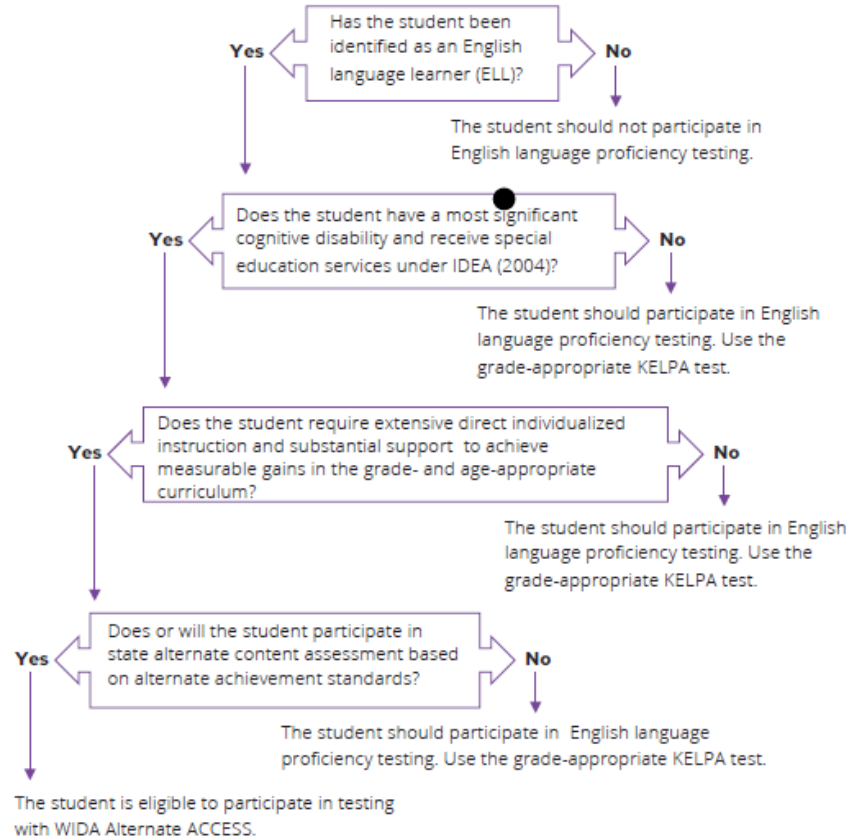 Has the student been
identified as an English
language learner (ELL)?
Yes
No
The student should not participate in
English language proficiency testing.
Does the student have a most significant
cognitive disability and receive special
education services under IDEA (2004)?
Yes
No
The student should participate in English
language proficiency testing. Use the
grade-appropriate KELPA test.
Does the student require extensive direct individualized
instruction and substantial support to achieve
measurable gains in the grade- and age-appropriate
curriculum?
Yes
No
The student should participate in English
language proficiency testing. Use the
grade-appropriate KELPA test.
Does or will the student participate in
state alternate content assessment based
on alternate achievement standards?
Yes
No
The student should participate in English language
proficiency testing. Use the grade-appropriate KELPA test.
The student is eligible to participate in testing
with WIDA Alternate ACCESS.